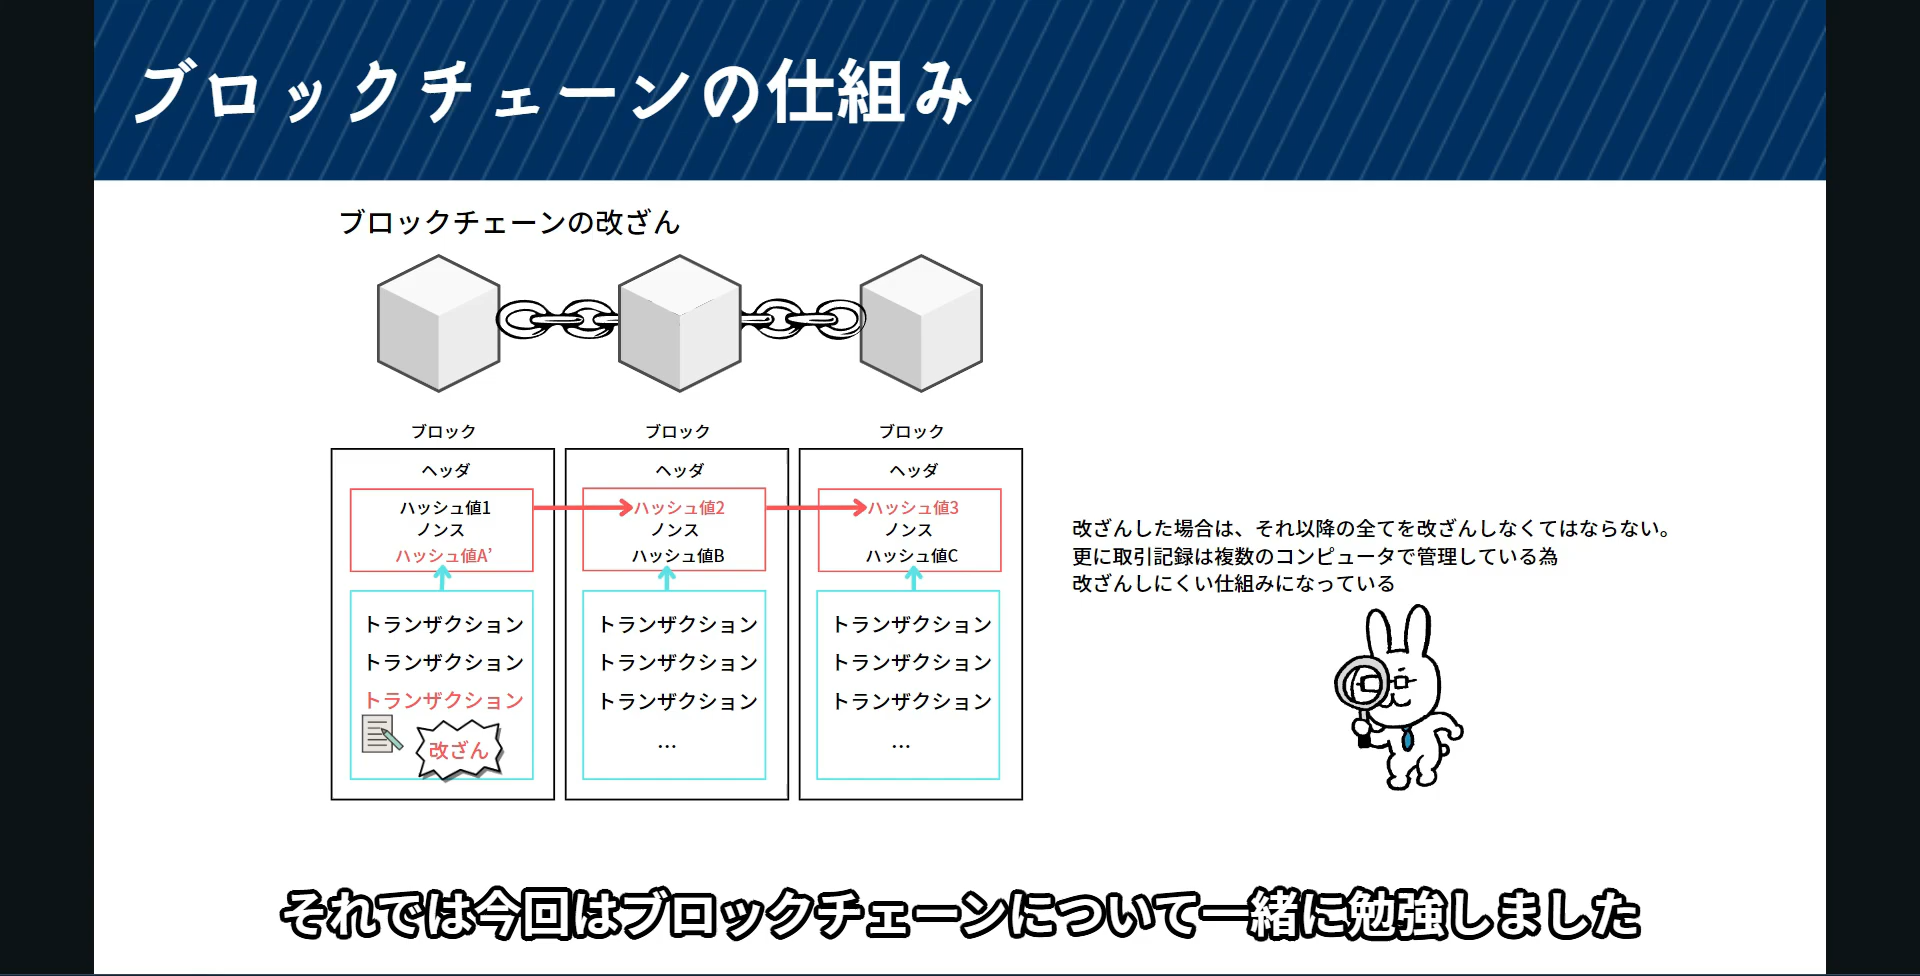 ブロックチェーンの仕組み
ブロックチェーンの改ざん
ブロック
ヘッダ
ハッシュ値1
ノンス
ハッシュ値A’
トランザクション
トランザクション
トランザクション
改ざん
ブロック
ヘッダ
ハッシュ値2
ノンス
ハッシュ値B
トランザクション
トランザクション
トランザクション
…
ブロック
ヘッダ
ハッシュ値3
ノンス
ハッシュ値C
トランザクション
トランザクション
トランザクション
…
改ざんした場合は、それ以降の全てを改ざんしなくてはならない。
更に取引記録は複数のコンピュータで管理している為
改ざんしにくい仕組みになっている
それでは今回はブロックチェーンについて一緒に勉強しました